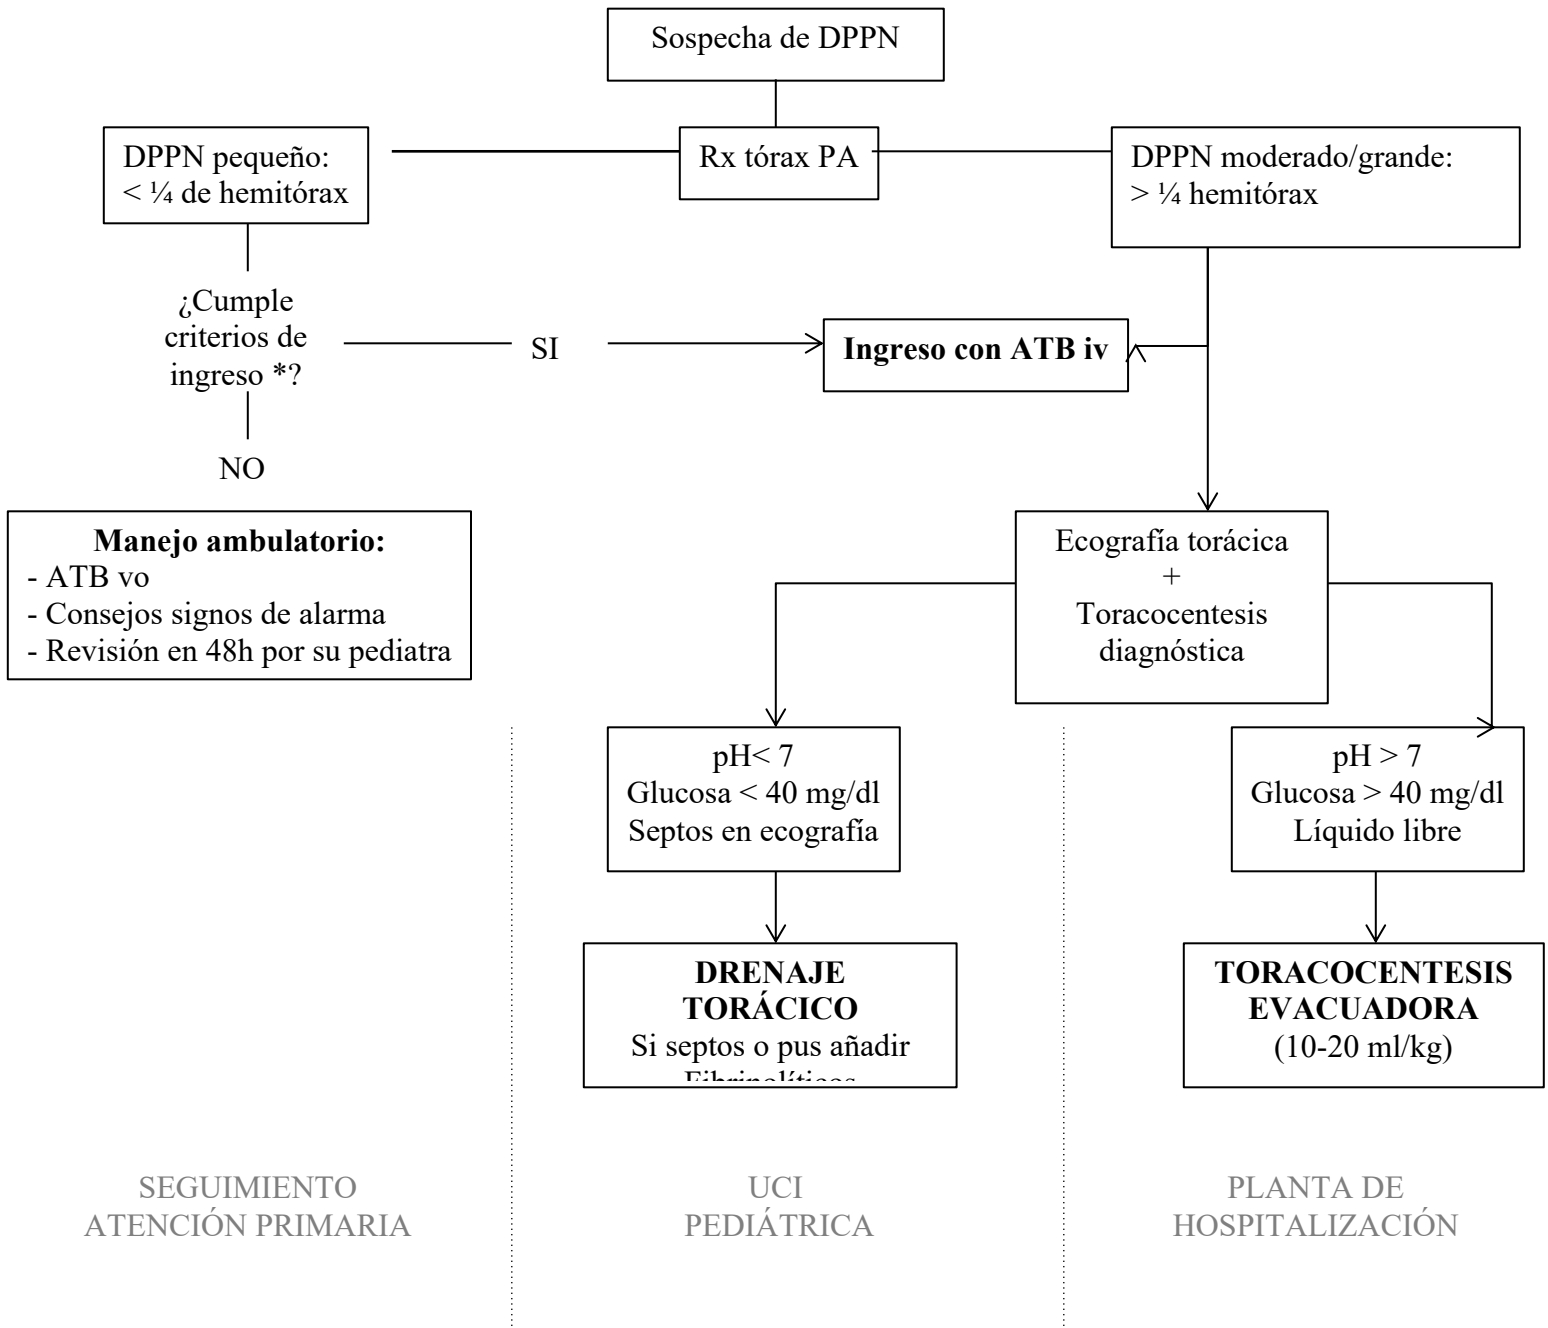 Sospecha de DPPN
DPPN pequeño:
< ¼ de hemitórax
Rx tórax PA
DPPN moderado/grande:
> ¼ hemitórax
¿Cumple
criterios de
ingreso *?
SI
Ingreso con ATB iv
NO
Manejo ambulatorio:
- ATB vo
- Consejos signos de alarma
- Revisión en 48h por su pediatra
Ecografía torácica
+
Toracocentesis
diagnóstica
pH< 7
Glucosa < 40 mg/dl
Septos en ecografía
pH > 7
Glucosa > 40 mg/dl
Líquido libre
DRENAJE
TORÁCICO
Si septos o pus añadir
Fibrinolíticos
TORACOCENTESIS
EVACUADORA
(10-20 ml/kg)
SEGUIMIENTO
ATENCIÓN PRIMARIA
UCI
PEDIÁTRICA
PLANTA DE
HOSPITALIZACIÓN